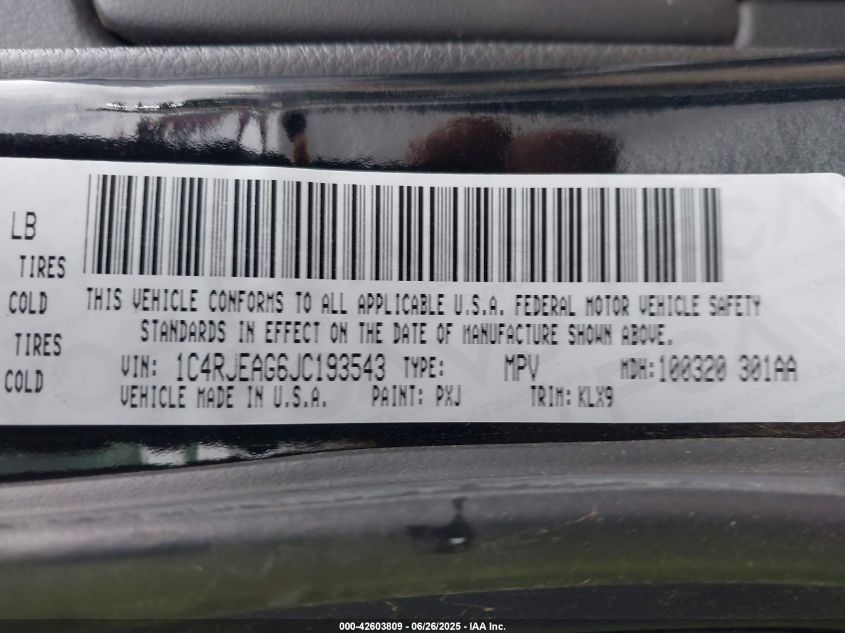 LB
TIRES
COLD
TIRES
COLD
THIS VEHICLE CONFORMS TO ALL APPLICABLE U.S.A. FEDERAL MOTOR VEHICLE SAFETY
STANDARDS IN EFFECT ON THE DATE OF MANUFACTURE SHOWN ABOVE.
VIN: 1C4RJEAG6JC193543 TYPE: MPV MDH:100320 301AA
VEHICLE MADE IN U.S.A. PAINT: PXJ TRIM: KLX9
000-42603809 - 06/26/2025 - IAA Inc.